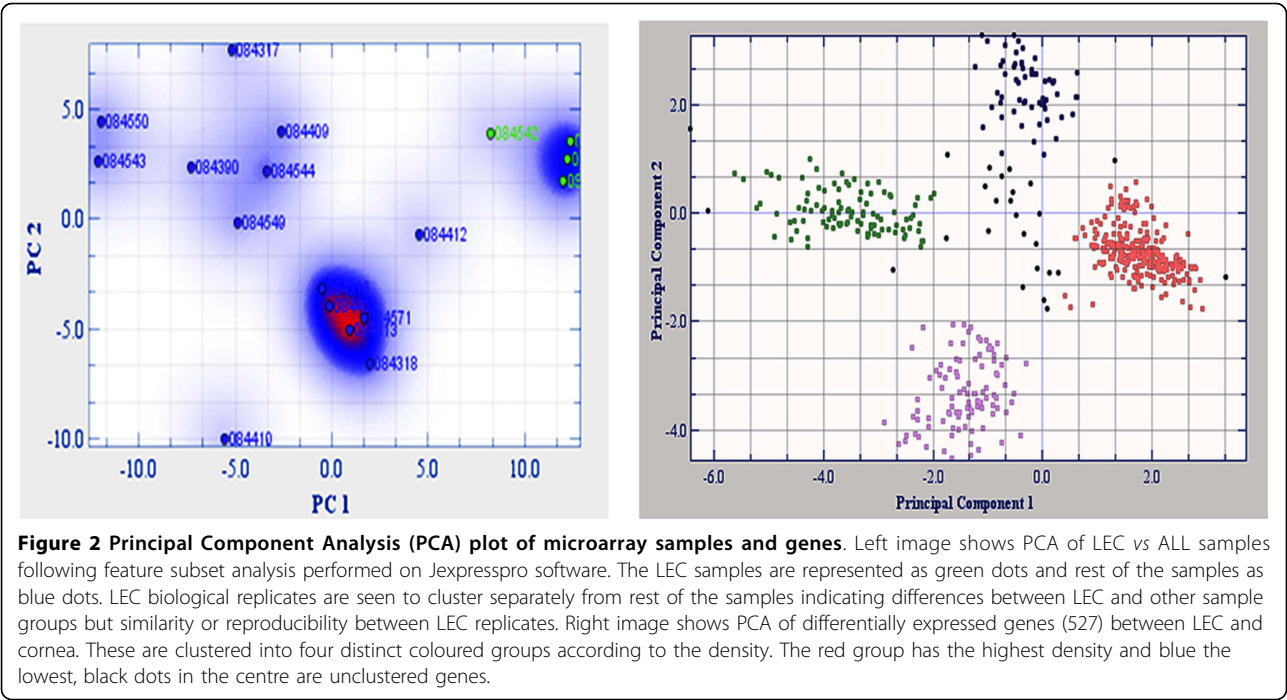 084317
5.0
084550
084409
084542
084543
084390
084544
0.0
084549
084412
PC 2
-5.0
084318
-10.0
084410
-10.0 -5.0 0.0 5.0 10.0
PC 1
2.0
0.0
-2.0
-4.0
Principal Component 2
-6.0 -4.0 -2.0 0.0 2.0
Principal Component 1
Figure 2 Principal Component Analysis (PCA) plot of microarray samples and genes. Left image shows PCA of LEC vs ALL samples
following feature subset analysis performed on Jexpresspro software. The LEC samples are represented as green dots and rest of the samples as
blue dots. LEC biological replicates are seen to cluster separately from rest of the samples indicating differences between LEC and other sample
groups but similarity or reproducibility between LEC replicates. Right image shows PCA of differentially expressed genes (527) between LEC and
cornea. These are clustered into four distinct coloured groups according to the density. The red group has the highest density and blue the
lowest, black dots in the centre are unclustered genes.